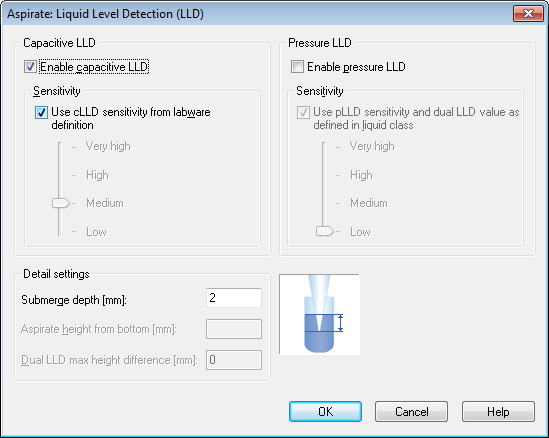 Aspirate: Liquid Level Detection (LLD)
Capacitive LLD
Enable capacitive LLD
Sensitivity
Use cLLD sensitivity from labware
definition
Very high
High
Medium
Low
Pressure LLD
Enable pressure LLD
Sensitivity
Use pLLD sensitivity and dual LLD value as
defined in liquid class
Very high
High
Medium
Low
Detail settings
Submerge depth [mm]: 2
Aspirate height from bottom [mm]:
Dual LLD max height difference [mm]: 0
OK Cancel Help